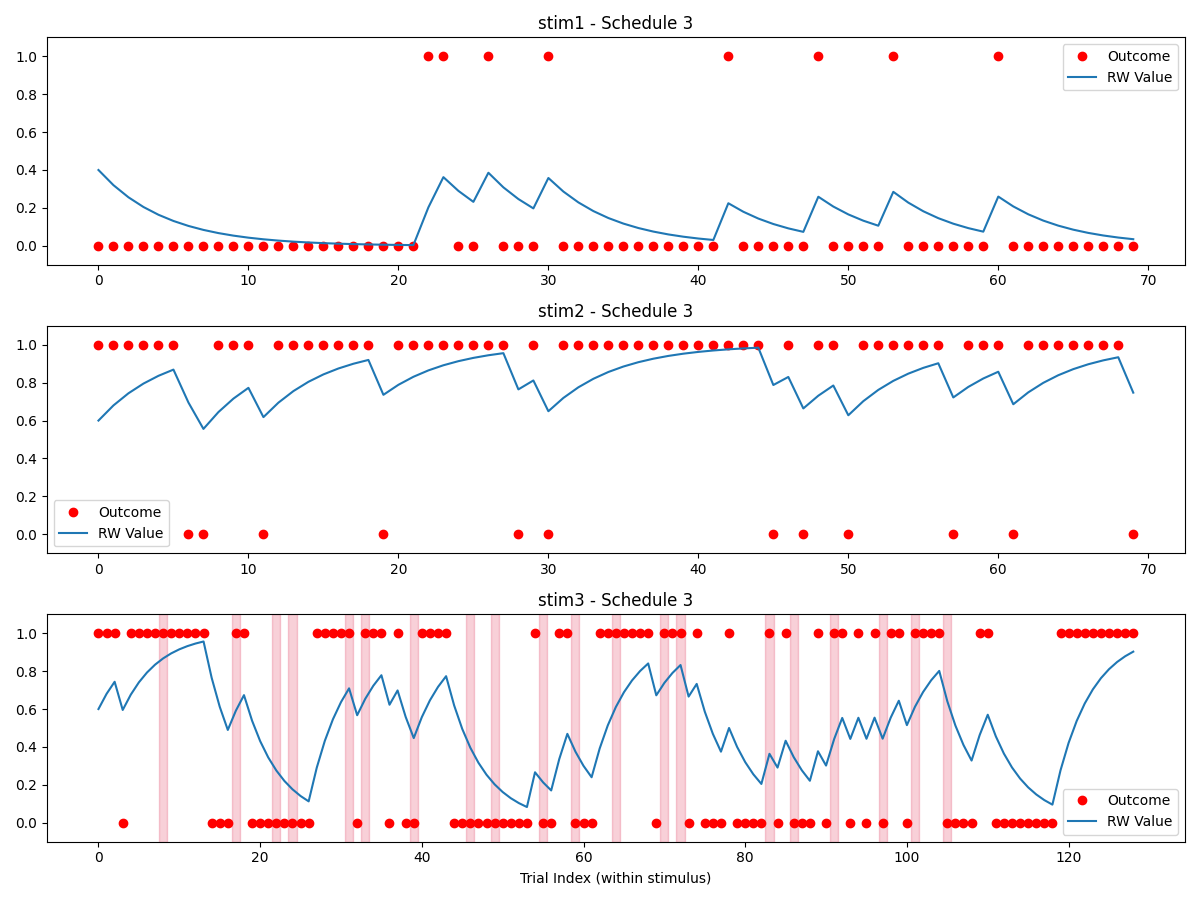 stim1 - Schedule 3
1.0
0.8
0.6
0.4
0.2
0.0
Outcome
RW Value
0 10 20 30 40 50 60 70
stim2 - Schedule 3
1.0
0.8
0.6
0.4
0.2
0.0
Outcome
RW Value
0 10 20 30 40 50 60 70
stim3 - Schedule 3
1.0
0.8
0.6
0.4
0.2
0.0
Outcome
RW Value
0 20 40 60 80 100 120
Trial Index (within stimulus)